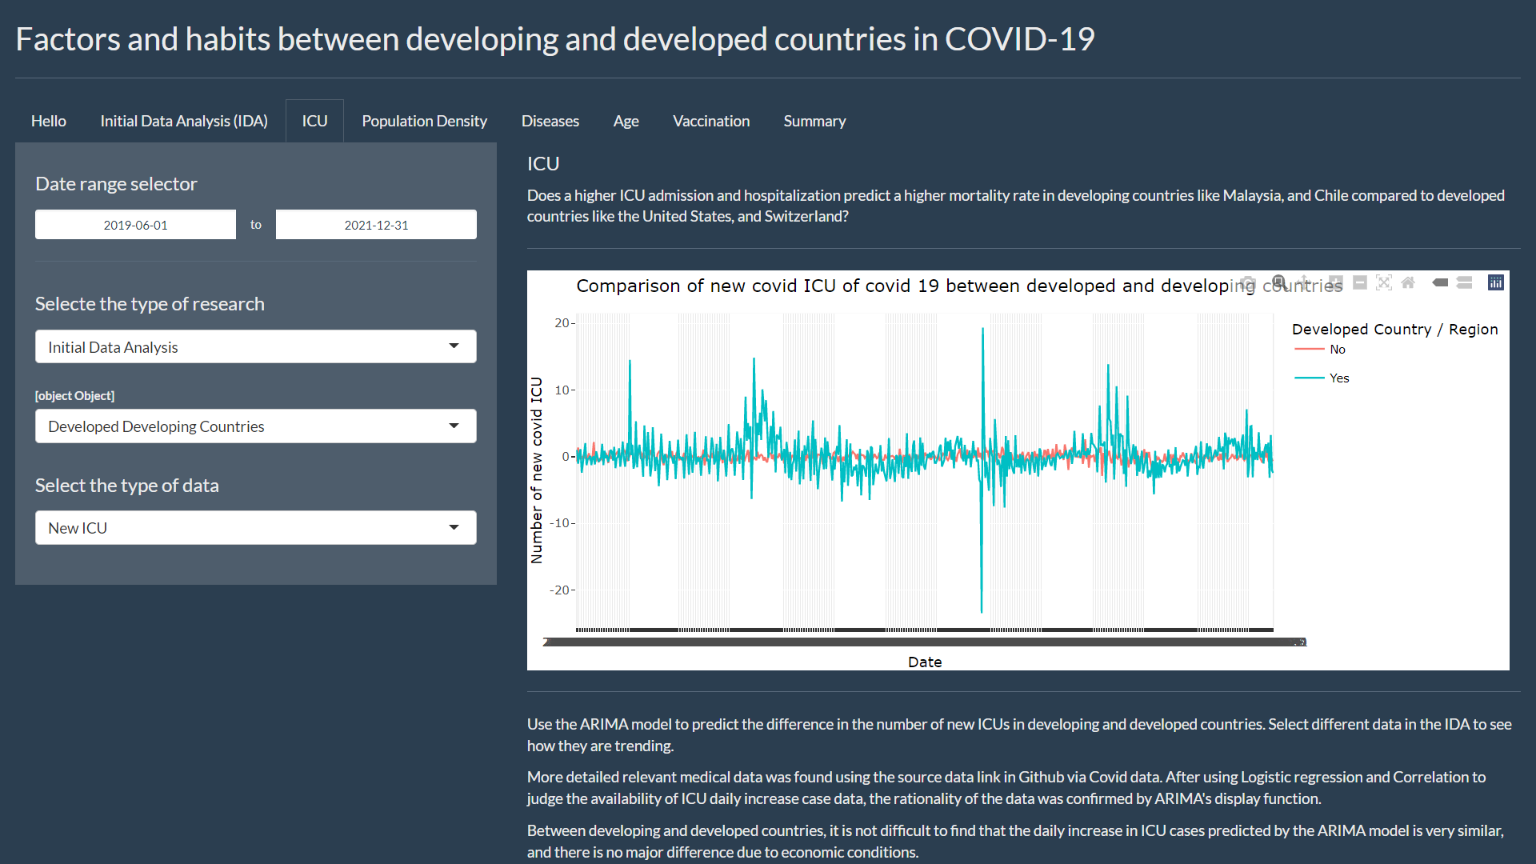 Factors and habits between developing and developed countries in COVID-19
Hello
Initial Data Analysis (IDA)
ICU
Population Density
Diseases
Age
Vaccination
Summary
Date range selector
2019-06-01
to
2021-12-31
Selecte the type of research
Initial Data Analysis
[object Object]
Developed Developing Countries
Select the type of data
New ICU
ICU
Does a higher ICU admission and hospitalization predict a higher mortality rate in developing countries like Malaysia, and Chile compared to developed
countries like the United States, and Switzerland?
Comparison of new covid ICU of covid 19 between developed and developing countries
20
10
0
-10
-20
Number of new covid ICU
Date
Developed Country / Region
No
Yes
Use the ARIMA model to predict the difference in the number of new ICUs in developing and developed countries. Select different data in the IDA to see
how they are trending.
More detailed relevant medical data was found using the source data link in Github via Covid data. After using Logistic regression and Correlation to
judge the availability of ICU daily increase case data, the rationality of the data was confirmed by ARIMA's display function.
Between developing and developed countries, it is not difficult to find that the daily increase in ICU cases predicted by the ARIMA model is very similar,
and there is no major difference due to economic conditions.